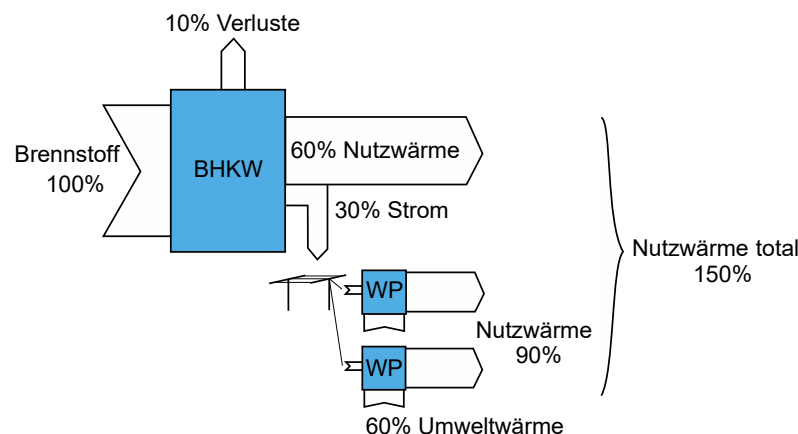 10% Verluste
Brennstoff
100%
BHKW
60% Nutzwärme
30% Strom
Nutzwärme total
150%
WP
Nutzwärme
90%
WP
60% Umweltwärme